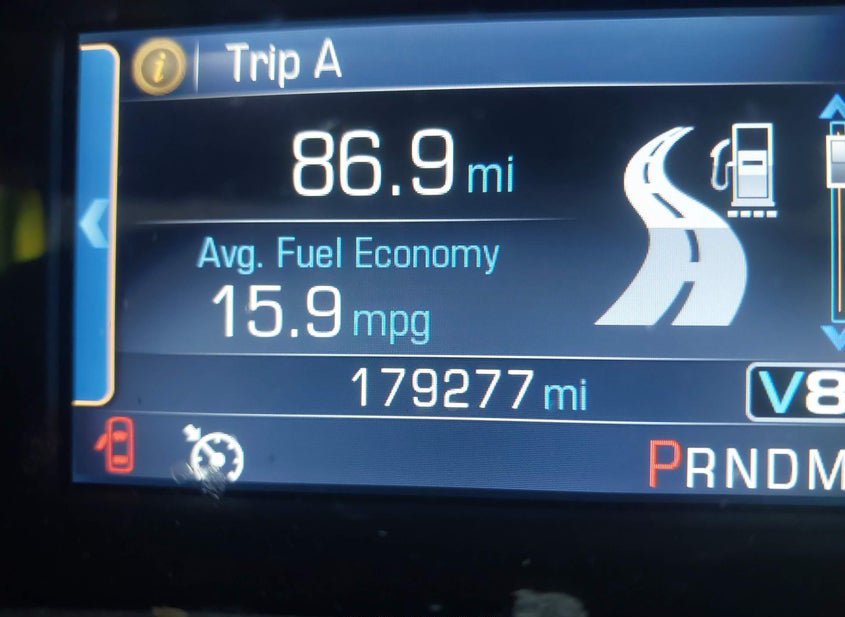 i Trip A
86.9 mi
Avg. Fuel Economy
15.9 mpg
179277 mi V8
PRNDM